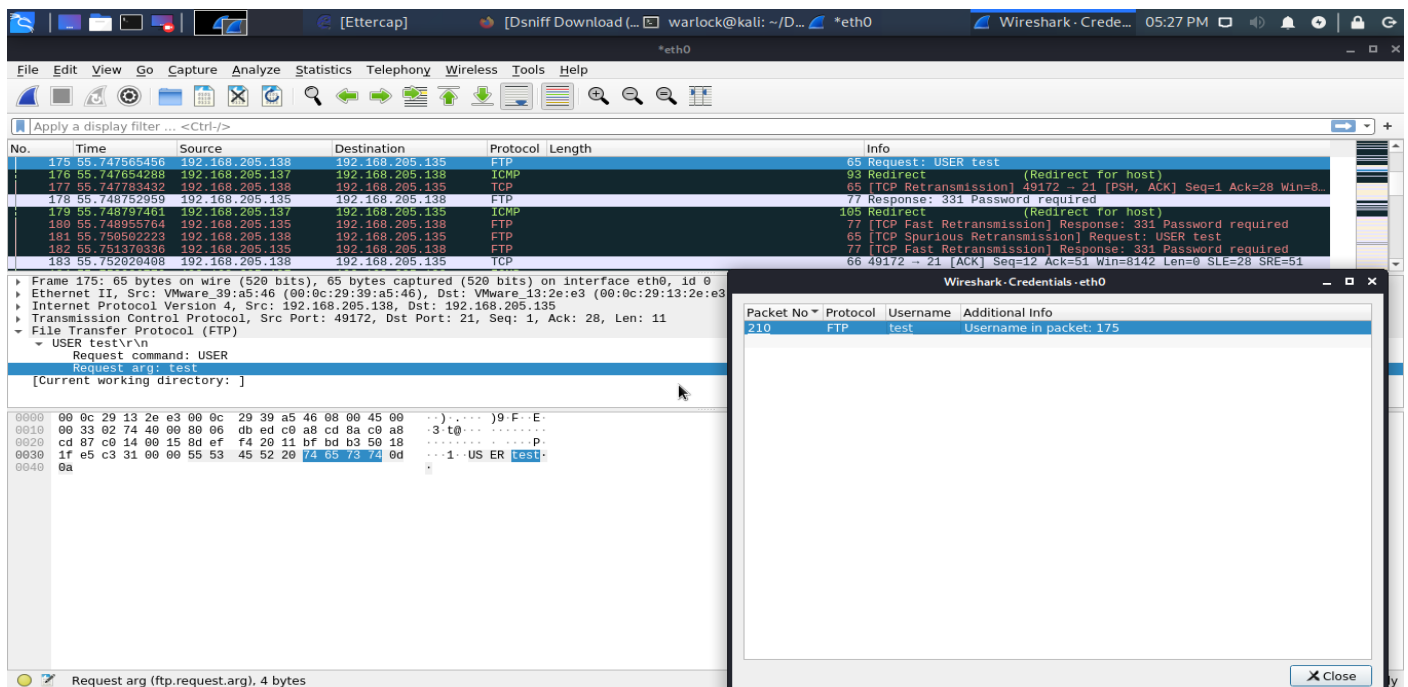 [Ettercap]
[Dsniff Download (...
warlock@kali: ~/D...
*eth0
Wireshark · Crede...
05:27 PM
*eth0
File Edit View Go Capture Analyze Statistics Telephony Wireless Tools Help
Apply a display filter ... <Ctrl-/>
No. Time Source Destination Protocol Length Info
175 55.747565456 192.168.205.138 192.168.205.135 FTP 65 Request: USER test
176 55.747654288 192.168.205.137 192.168.205.138 ICMP 93 Redirect (Redirect for host)
177 55.747783432 192.168.205.138 192.168.205.135 TCP 65 [TCP Retransmission] 49172 → 21 [PSH, ACK] Seq=1 Ack=28 Win=8…
178 55.748752959 192.168.205.135 192.168.205.138 FTP 77 Response: 331 Password required
179 55.748797461 192.168.205.137 192.168.205.135 ICMP 105 Redirect (Redirect for host)
180 55.748955764 192.168.205.135 192.168.205.138 FTP 77 [TCP Fast Retransmission] Response: 331 Password required
181 55.750502223 192.168.205.138 192.168.205.135 FTP 65 [TCP Spurious Retransmission] Request: USER test
182 55.751370336 192.168.205.135 192.168.205.138 FTP 77 [TCP Fast Retransmission] Response: 331 Password required
183 55.752020408 192.168.205.138 192.168.205.135 TCP 66 49172 → 21 [ACK] Seq=12 Ack=51 Win=8142 Len=0 SLE=28 SRE=51
Frame 175: 65 bytes on wire (520 bits), 65 bytes captured (520 bits) on interface eth0, id 0
Ethernet II, Src: VMware_39:a5:46 (00:0c:29:39:a5:46), Dst: VMware_13:2e:e3 (00:0c:29:13:2e:e3
Internet Protocol Version 4, Src: 192.168.205.138, Dst: 192.168.205.135
Transmission Control Protocol, Src Port: 49172, Dst Port: 21, Seq: 1, Ack: 28, Len: 11
File Transfer Protocol (FTP)
USER test\r\n
Request command: USER
Request arg: test
[Current working directory: ]
0000 00 0c 29 13 2e e3 00 0c 29 39 a5 46 08 00 45 00 ··)·.··· )9·F··E·
0010 00 33 02 74 40 00 80 06 db ed c0 a8 cd 8a c0 a8 ·3·t@··· ········
0020 cd 87 c0 14 00 15 8d ef f4 20 11 bf bd b3 50 18 ········ · ····P·
0030 1f e5 c3 31 00 00 55 53 45 52 20 74 65 73 74 0d ···1··US ER test·
0040 0a ·
Wireshark · Credentials · eth0
Packet No Protocol Username Additional Info
210 FTP test Username in packet: 175
Close
Request arg (ftp.request.arg), 4 bytes